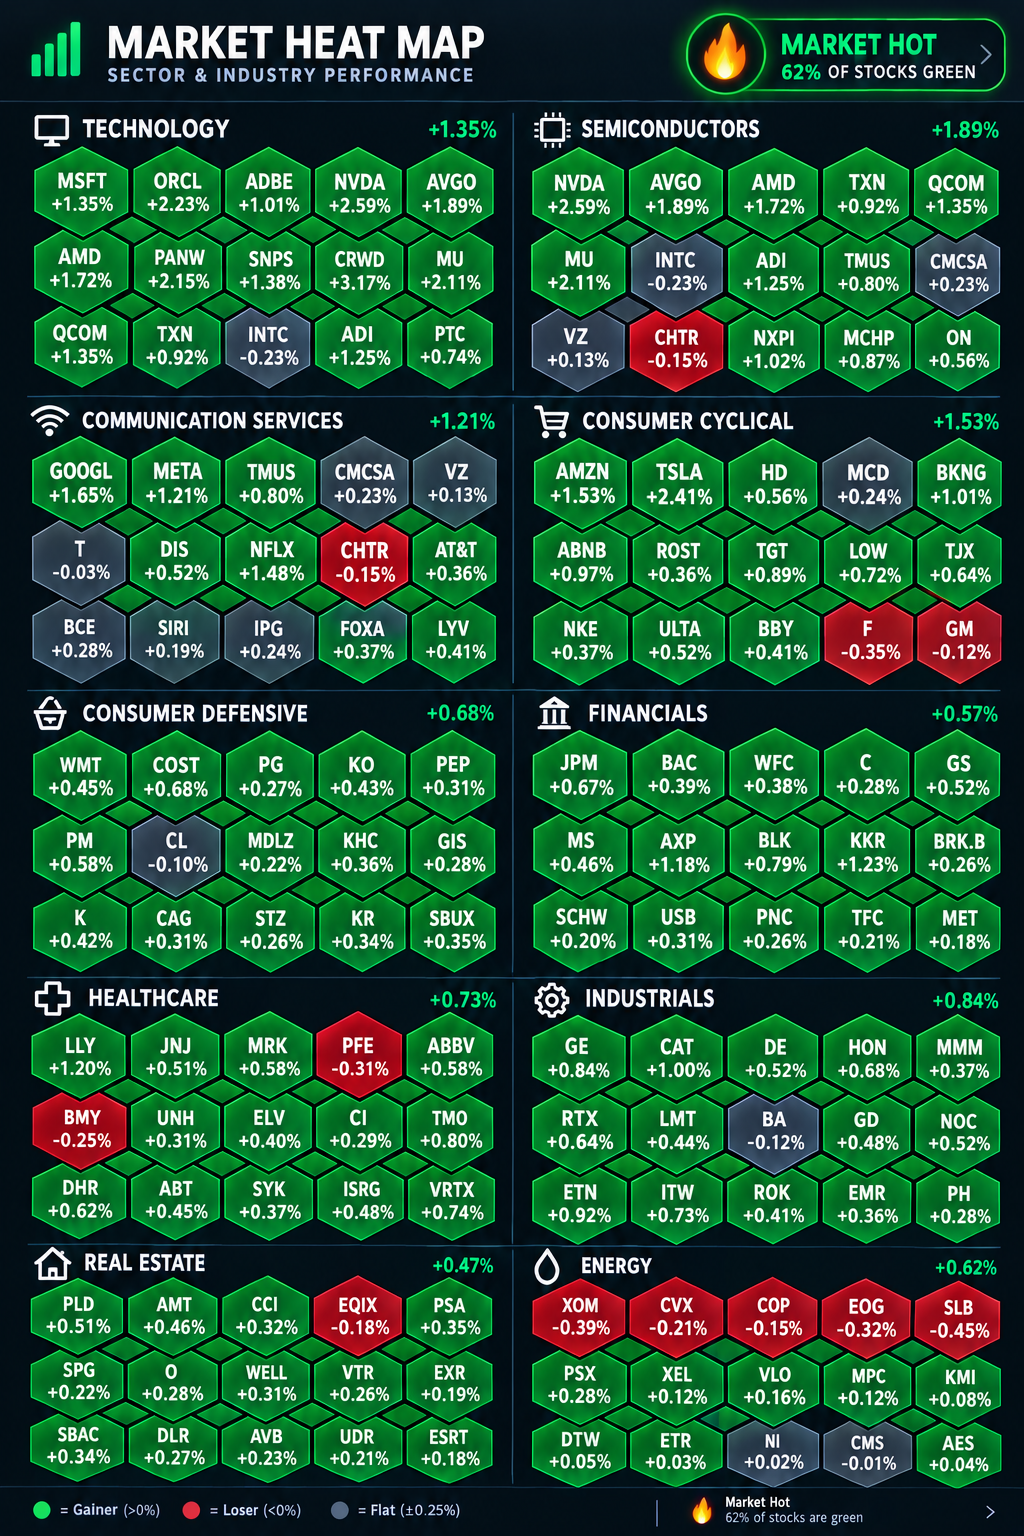 MARKET HEAT MAP
SECTOR & INDUSTRY PERFORMANCE
MARKET HOT
62% OF STOCKS GREEN
TECHNOLOGY +1.35%
MSFT ORCL ADBE NVDA AVGO
+1.35% +2.23% +1.01% +2.59% +1.89%
AMD PANW SNPS CRWD MU
+1.72% +2.15% +1.38% +3.17% +2.11%
QCOM TXN INTC ADI PTC
+1.35% +0.92% -0.23% +1.25% +0.74%
SEMICONDUCTORS +1.89%
NVDA AVGO AMD TXN QCOM
+2.59% +1.89% +1.72% +0.92% +1.35%
MU INTC ADI TMUS CMCSA
+2.11% -0.23% +1.25% +0.80% +0.23%
VZ CHTR NXPI MCHP ON
+0.13% -0.15% +1.02% +0.87% +0.56%
COMMUNICATION SERVICES +1.21%
GOOGL META TMUS CMCSA VZ
+1.65% +1.21% +0.80% +0.23% +0.13%
T DIS NFLX CHTR AT&T
-0.03% +0.52% +1.48% -0.15% +0.36%
BCE SIRI IPG FOXA LYV
+0.28% +0.19% +0.24% +0.37% +0.41%
CONSUMER CYCLICAL +1.53%
AMZN TSLA HD MCD BKNG
+1.53% +2.41% +0.56% +0.24% +1.01%
ABNB ROST TGT LOW TJX
+0.97% +0.36% +0.89% +0.72% +0.64%
NKE ULTA BBY F GM
+0.37% +0.52% +0.41% -0.35% -0.12%
CONSUMER DEFENSIVE +0.68%
WMT COST PG KO PEP
+0.45% +0.68% +0.27% +0.43% +0.31%
PM CL MDLZ KHC GIS
+0.58% -0.10% +0.22% +0.36% +0.28%
K CAG STZ KR SBUX
+0.42% +0.31% +0.26% +0.34% +0.35%
FINANCIALS +0.57%
JPM BAC WFC C GS
+0.67% +0.39% +0.38% +0.28% +0.52%
MS AXP BLK KKR BRK.B
+0.46% +1.18% +0.79% +1.23% +0.26%
SCHW USB PNC TFC MET
+0.20% +0.31% +0.26% +0.21% +0.18%
HEALTHCARE +0.73%
LLY JNJ MRK PFE ABBV
+1.20% +0.51% +0.58% -0.31% +0.58%
BMY UNH ELV CI TMO
-0.25% +0.31% +0.40% +0.29% +0.80%
DHR ABT SYK ISRG VRTX
+0.62% +0.45% +0.37% +0.48% +0.74%
INDUSTRIALS +0.84%
GE CAT DE HON MMM
+0.84% +1.00% +0.52% +0.68% +0.37%
RTX LMT BA GD NOC
+0.64% +0.44% -0.12% +0.48% +0.52%
ETN ITW ROK EMR PH
+0.92% +0.73% +0.41% +0.36% +0.28%
REAL ESTATE +0.47%
PLD AMT CCI EQIX PSA
+0.51% +0.46% +0.32% -0.18% +0.35%
SPG O WELL VTR EXR
+0.22% +0.28% +0.31% +0.26% +0.19%
SBAC DLR AVB UDR ESRT
+0.34% +0.27% +0.23% +0.21% +0.18%
ENERGY +0.62%
XOM CVX COP EOG SLB
-0.39% -0.21% -0.15% -0.32% -0.45%
PSX XEL VLO MPC KMI
+0.28% +0.12% +0.16% +0.12% +0.08%
DTW ETR NI CMS AES
+0.05% +0.03% +0.02% -0.01% +0.04%
= Gainer (>0%) = Loser (<0%) = Flat (±0.25%)
Market Hot
62% of stocks are green